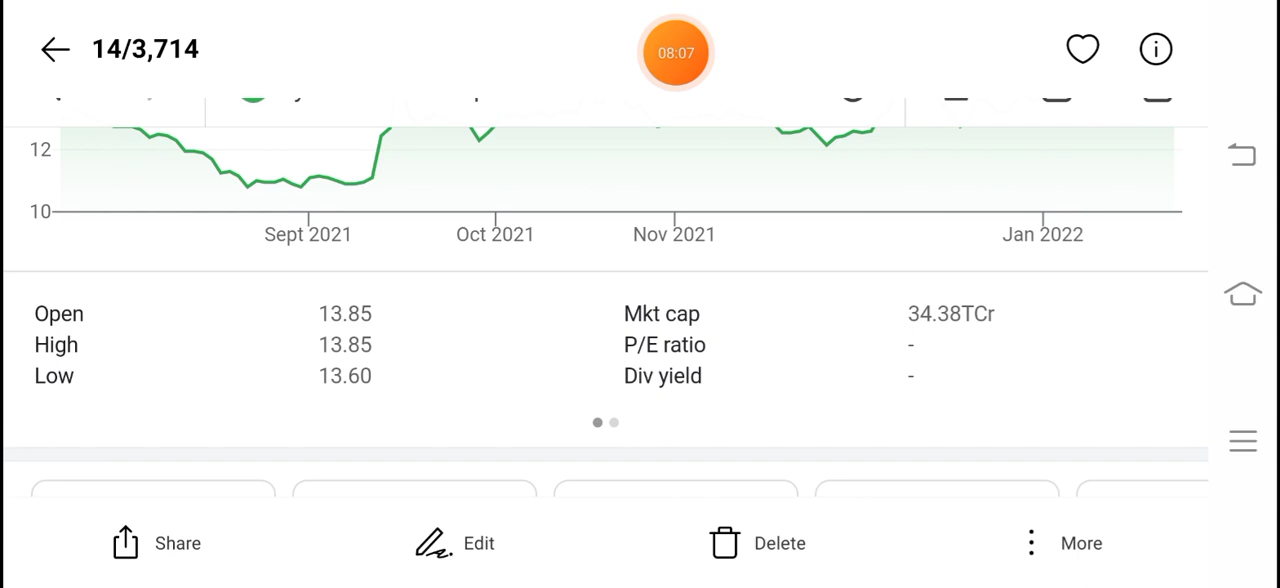 14/3,714
08:07
12
10
Sept 2021 Oct 2021 Nov 2021 Jan 2022
Open 13.85 Mkt cap 34.38TCr
High 13.85 P/E ratio -
Low 13.60 Div yield -
Share Edit Delete More